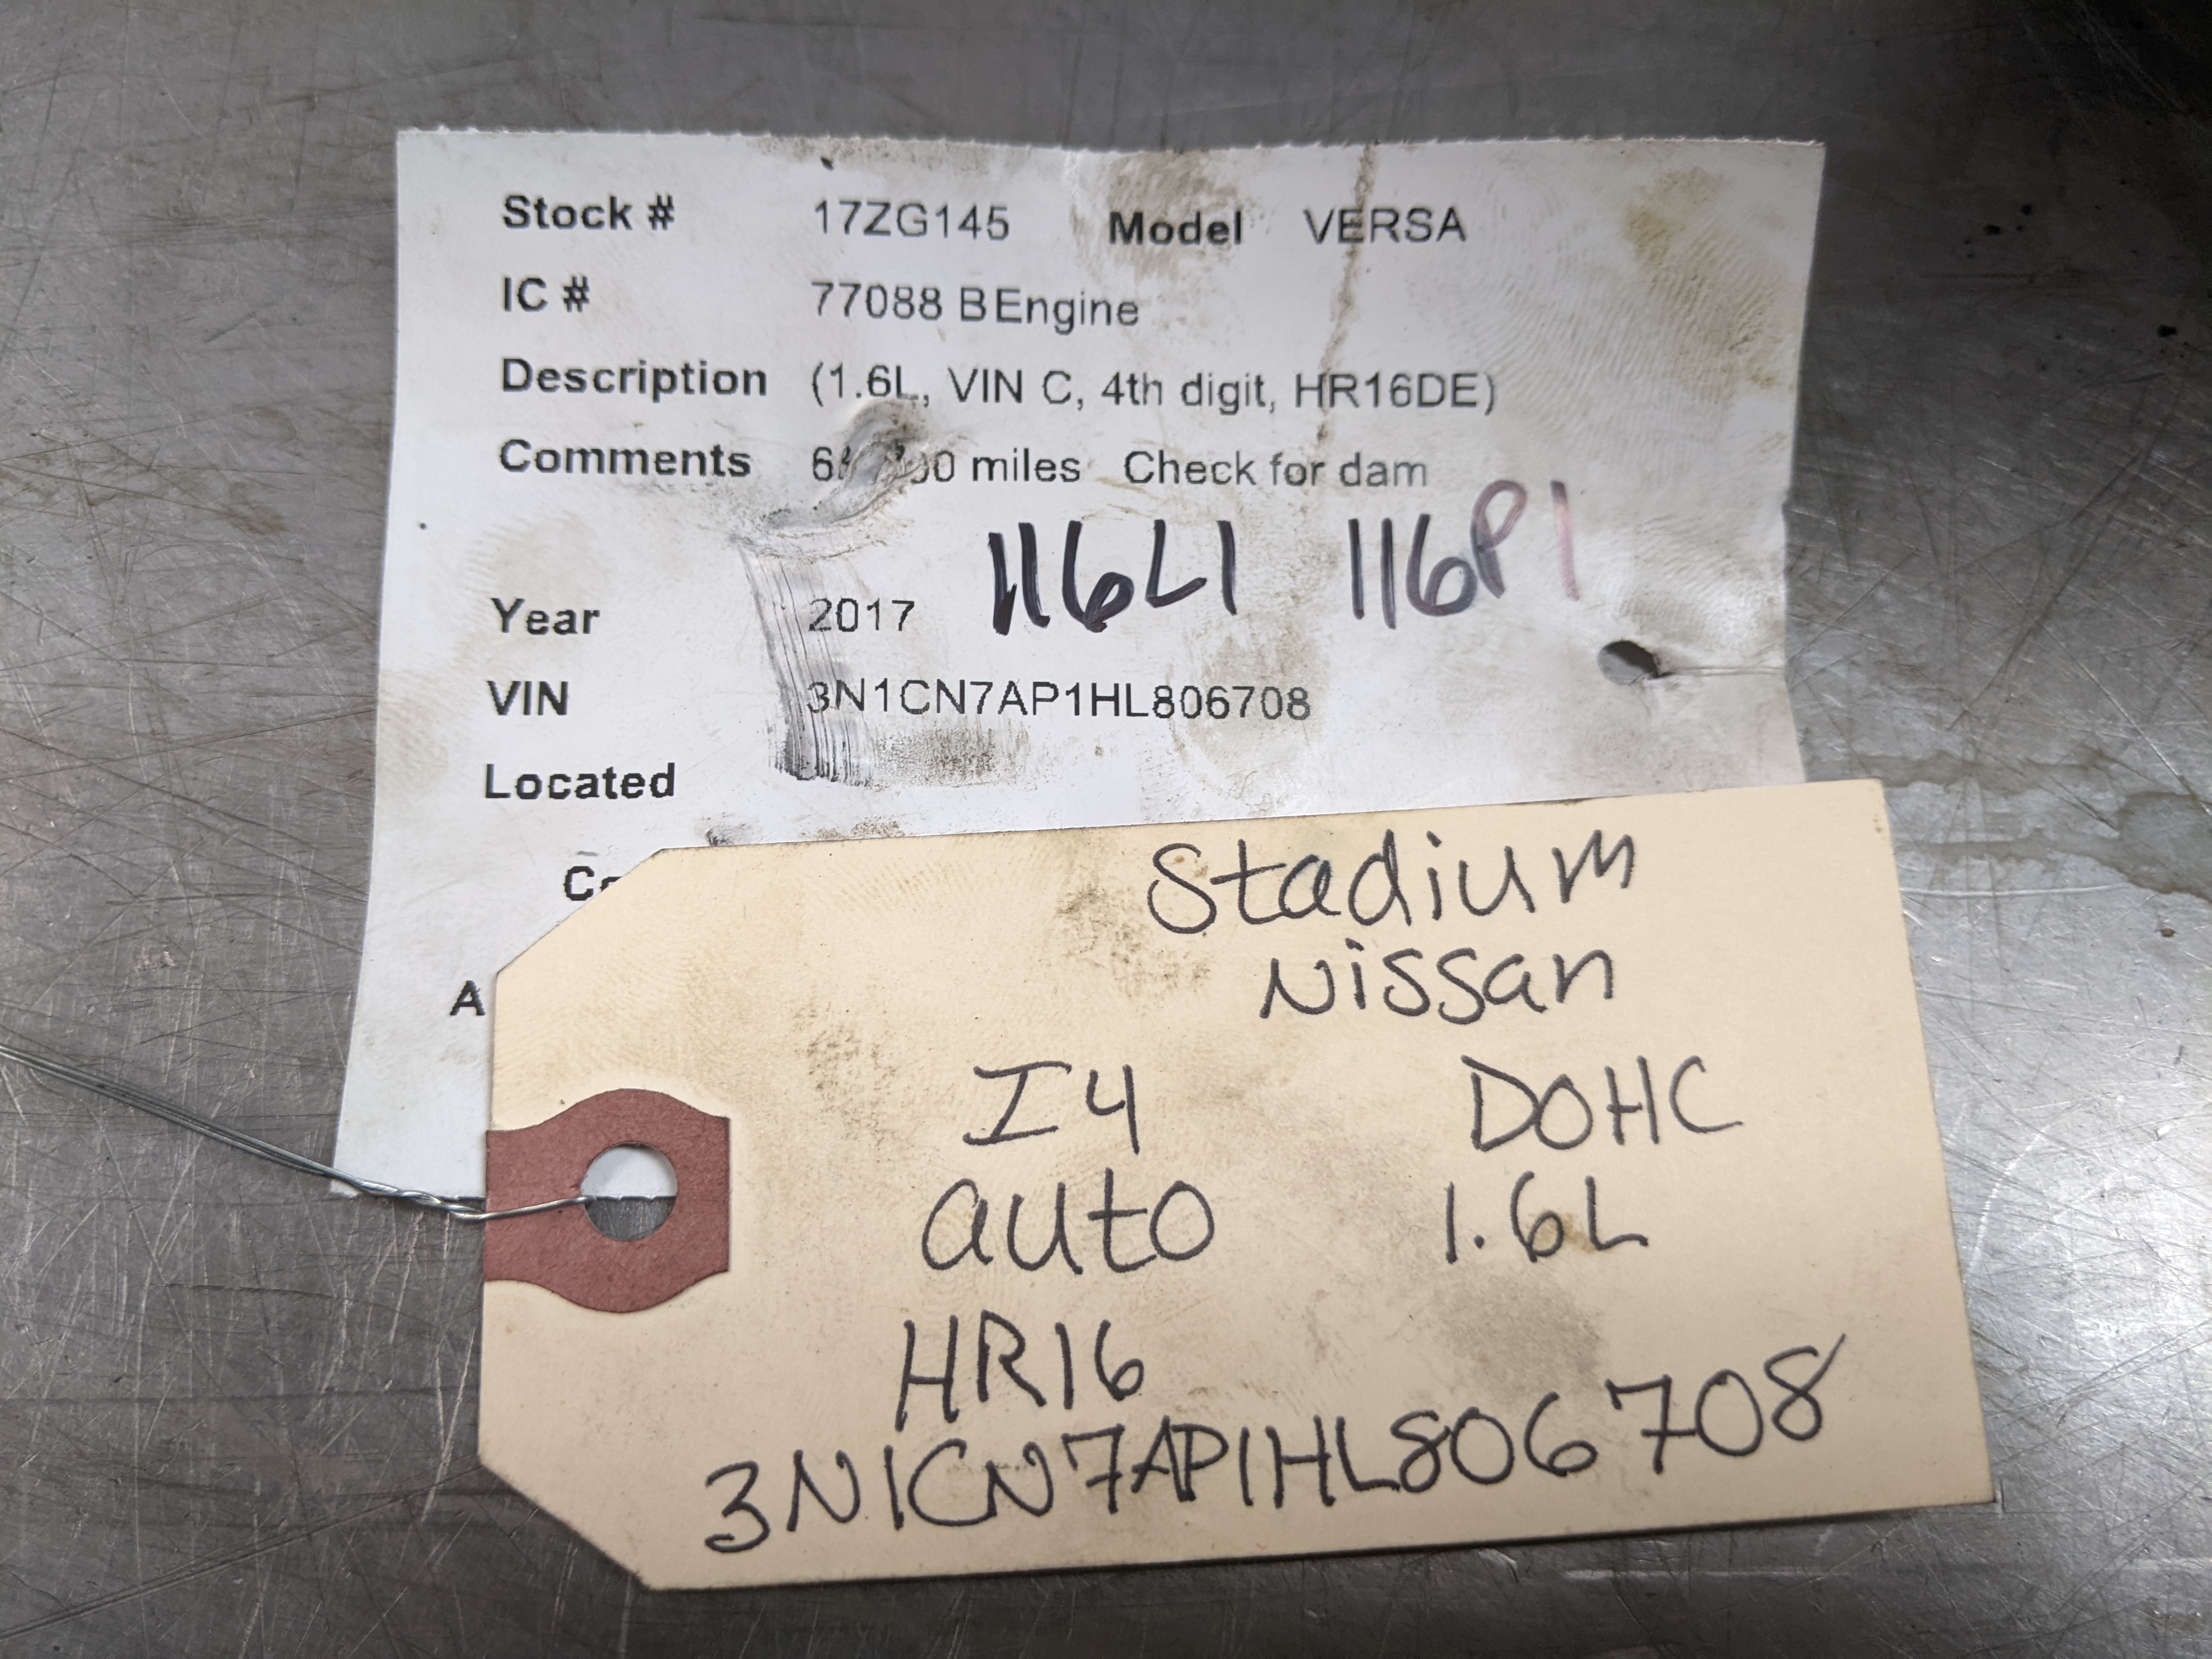 Stock # 17ZG145 Model VERSA
IC # 77088 BEngine
Description (1.6L, VIN C, 4th digit, HR16DE)
Comments miles Check for dam
116L1 116P1
Year 2017
VIN 3N1CN7AP1HL806708
Located
A
Stadium
Nissan
I4 DOHC
auto 1.6L
HR16
3N1CN7AP1HL806708